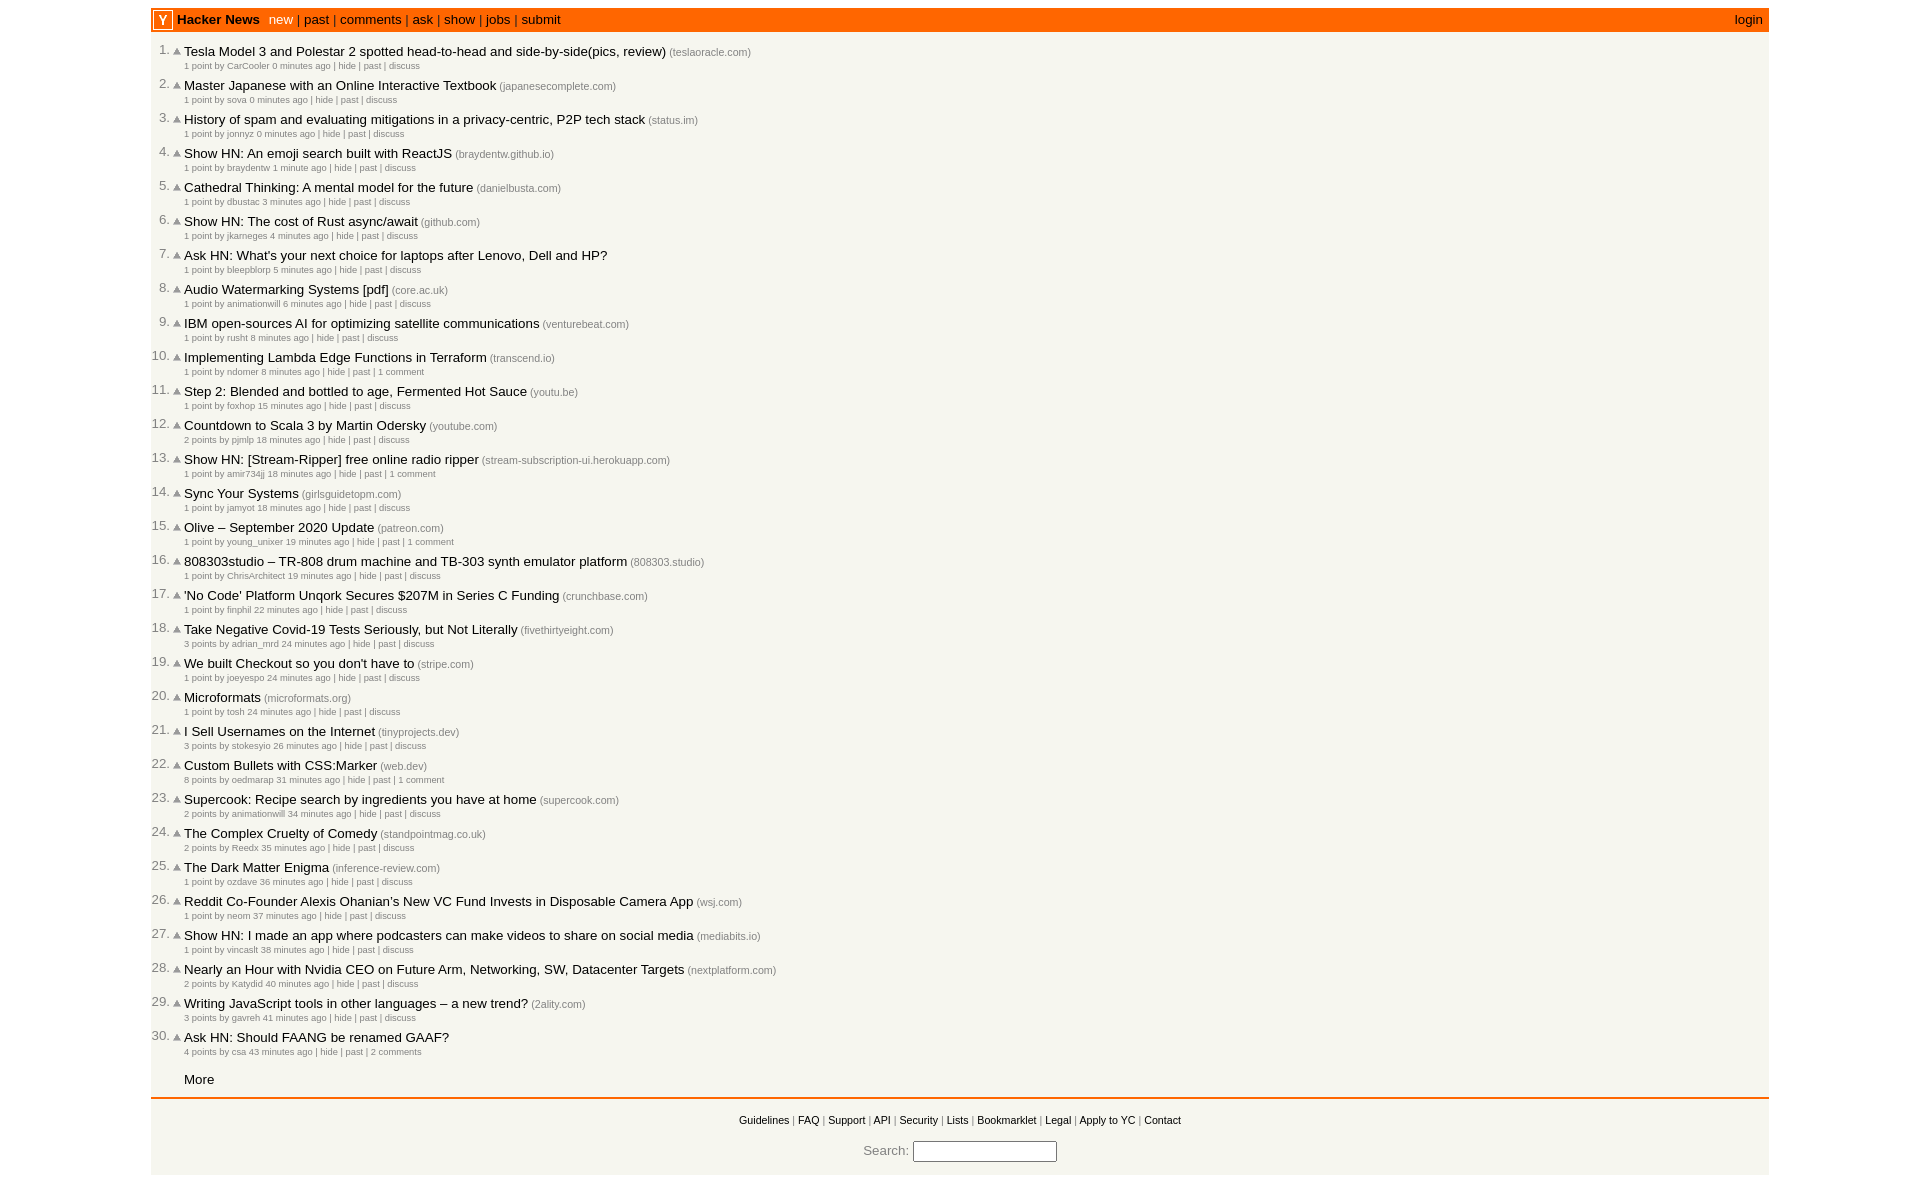 Y Hacker News new | past | comments | ask | show | jobs | submit login
1. Tesla Model 3 and Polestar 2 spotted head-to-head and side-by-side(pics, review) (teslaoracle.com)
1 point by CarCooler 0 minutes ago | hide | past | discuss
2. Master Japanese with an Online Interactive Textbook (japanesecomplete.com)
1 point by sova 0 minutes ago | hide | past | discuss
3. History of spam and evaluating mitigations in a privacy-centric, P2P tech stack (status.im)
1 point by jonnyz 0 minutes ago | hide | past | discuss
4. Show HN: An emoji search built with ReactJS (braydentw.github.io)
1 point by braydentw 1 minute ago | hide | past | discuss
5. Cathedral Thinking: A mental model for the future (danielbusta.com)
1 point by dbustac 3 minutes ago | hide | past | discuss
6. Show HN: The cost of Rust async/await (github.com)
1 point by jkarneges 4 minutes ago | hide | past | discuss
7. Ask HN: What's your next choice for laptops after Lenovo, Dell and HP?
1 point by bleepblorp 5 minutes ago | hide | past | discuss
8. Audio Watermarking Systems [pdf] (core.ac.uk)
1 point by animationwill 6 minutes ago | hide | past | discuss
9. IBM open-sources AI for optimizing satellite communications (venturebeat.com)
1 point by rusht 8 minutes ago | hide | past | discuss
10. Implementing Lambda Edge Functions in Terraform (transcend.io)
1 point by ndomer 8 minutes ago | hide | past | 1 comment
11. Step 2: Blended and bottled to age, Fermented Hot Sauce (youtu.be)
1 point by foxhop 15 minutes ago | hide | past | discuss
12. Countdown to Scala 3 by Martin Odersky (youtube.com)
2 points by pjmlp 18 minutes ago | hide | past | discuss
13. Show HN: [Stream-Ripper] free online radio ripper (stream-subscription-ui.herokuapp.com)
1 point by amir734jj 18 minutes ago | hide | past | 1 comment
14. Sync Your Systems (girlsguidetopm.com)
1 point by jamyot 18 minutes ago | hide | past | discuss
15. Olive – September 2020 Update (patreon.com)
1 point by young_unixer 19 minutes ago | hide | past | 1 comment
16. 808303studio – TR-808 drum machine and TB-303 synth emulator platform (808303.studio)
1 point by ChrisArchitect 19 minutes ago | hide | past | discuss
17. 'No Code' Platform Unqork Secures $207M in Series C Funding (crunchbase.com)
1 point by finphil 22 minutes ago | hide | past | discuss
18. Take Negative Covid-19 Tests Seriously, but Not Literally (fivethirtyeight.com)
3 points by adrian_mrd 24 minutes ago | hide | past | discuss
19. We built Checkout so you don't have to (stripe.com)
1 point by joeyespo 24 minutes ago | hide | past | discuss
20. Microformats (microformats.org)
1 point by tosh 24 minutes ago | hide | past | discuss
21. I Sell Usernames on the Internet (tinyprojects.dev)
3 points by stokesyio 26 minutes ago | hide | past | discuss
22. Custom Bullets with CSS:Marker (web.dev)
8 points by oedmarap 31 minutes ago | hide | past | 1 comment
23. Supercook: Recipe search by ingredients you have at home (supercook.com)
2 points by animationwill 34 minutes ago | hide | past | discuss
24. The Complex Cruelty of Comedy (standpointmag.co.uk)
2 points by Reedx 35 minutes ago | hide | past | discuss
25. The Dark Matter Enigma (inference-review.com)
1 point by ozdave 36 minutes ago | hide | past | discuss
26. Reddit Co-Founder Alexis Ohanian’s New VC Fund Invests in Disposable Camera App (wsj.com)
1 point by neom 37 minutes ago | hide | past | discuss
27. Show HN: I made an app where podcasters can make videos to share on social media (mediabits.io)
1 point by vincaslt 38 minutes ago | hide | past | discuss
28. Nearly an Hour with Nvidia CEO on Future Arm, Networking, SW, Datacenter Targets (nextplatform.com)
2 points by Katydid 40 minutes ago | hide | past | discuss
29. Writing JavaScript tools in other languages – a new trend? (2ality.com)
3 points by gavreh 41 minutes ago | hide | past | discuss
30. Ask HN: Should FAANG be renamed GAAF?
4 points by csa 43 minutes ago | hide | past | 2 comments
More
Guidelines | FAQ | Support | API | Security | Lists | Bookmarklet | Legal | Apply to YC | Contact
Search: